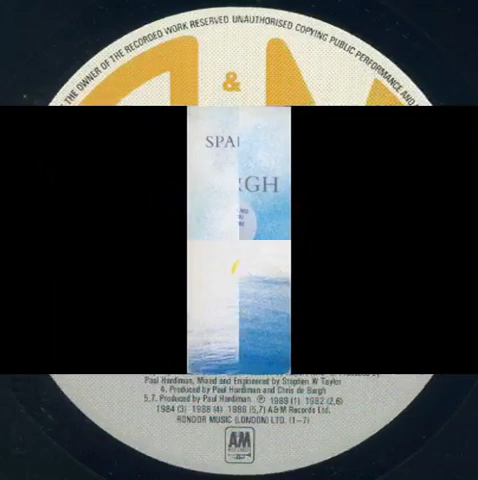 THE OWNER OF THE RECORDED WORK RESERVED UNAUTHORISED COPYING PUBLIC PERFORMANCE AND
&
SPA
GH
Paul Hardiman, Mixed and Engineered by Stephen W Taylor
4. Produced by Paul Hardiman and Chris de Burgh
5,7. Produced by Paul Hardiman. ℗ 1989 (1) 1982 (2,6)
1984 (3) 1988 (4) 1986 (5,7) A&M Records Ltd.
RONDOR MUSIC (LONDON) LTD. (1-7)
AM